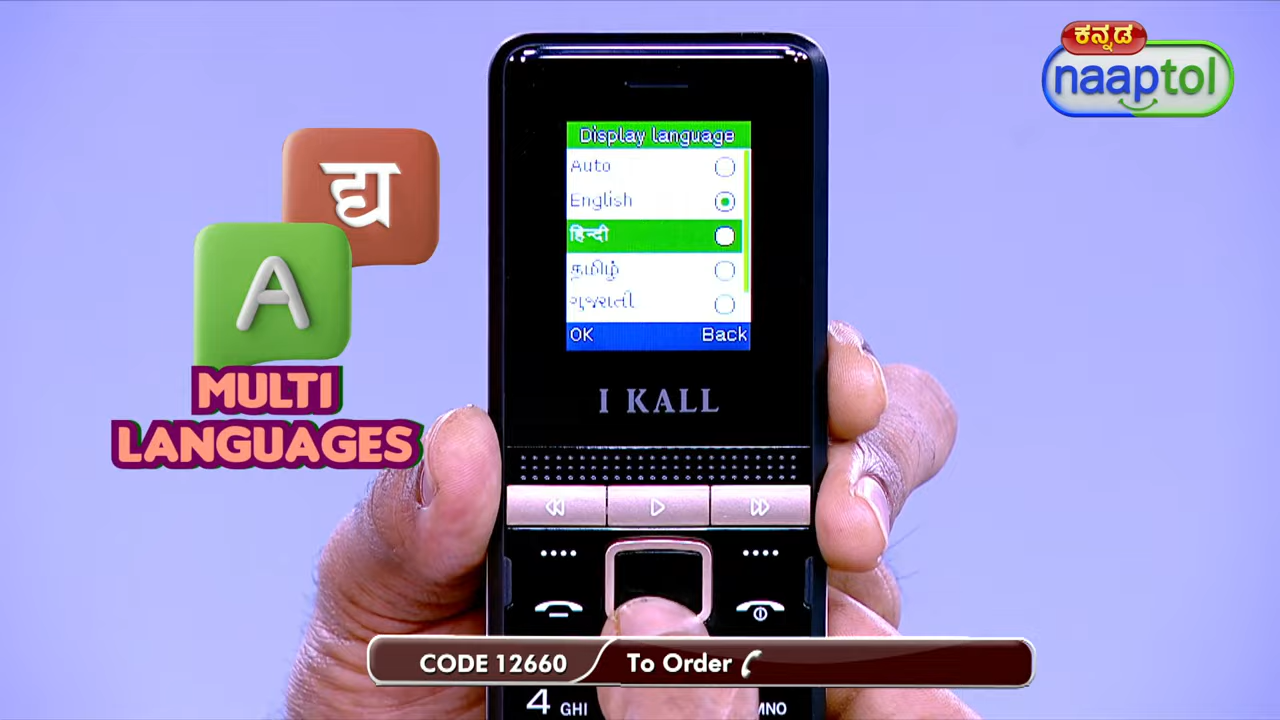 ಕನ್ನಡ
naaptol
द्य
A
MULTI
LANGUAGES
Display language
Auto
English
हिन्दी
தமிழ்
ગુજરાતી
OK Back
I KALL
CODE 12660 To Order
4 GHI
MNO